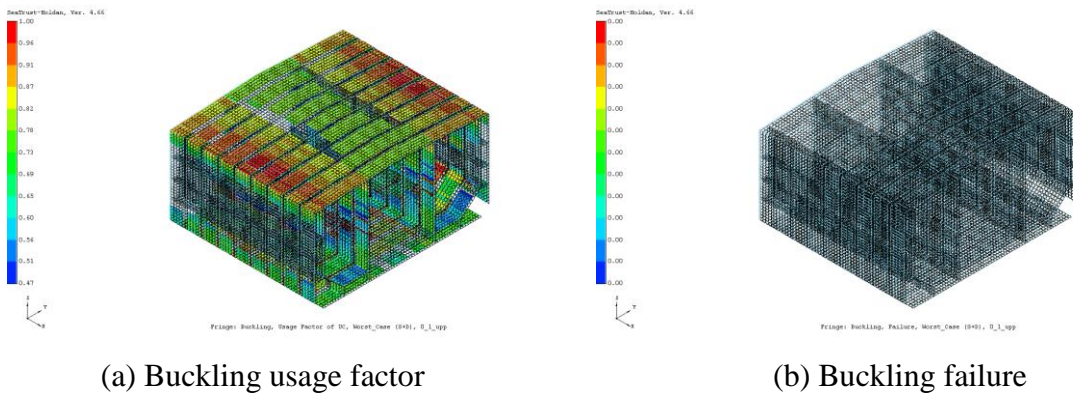 SeaTrust-Holdan, Ver. 4.66
1.00
0.96
0.91
0.87
0.82
0.78
0.73
0.69
0.65
0.60
0.56
0.51
0.47
Z
Y
X
Fringe: Buckling, Usage Factor of UC, Worst_Case (S+D), U_1_upp
(a) Buckling usage factor
SeaTrust-Holdan, Ver. 4.66
0.00
0.00
0.00
0.00
0.00
0.00
0.00
0.00
0.00
0.00
0.00
0.00
0.00
Z
Y
X
Fringe: Buckling, Failure, Worst_Case (S+D), U_1_upp
(b) Buckling failure